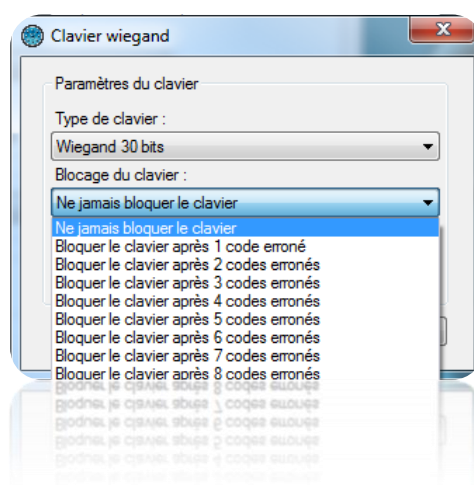 Clavier wiegand
Paramètres du clavier
Type de clavier :
Wiegand 30 bits
Blocage du clavier :
Ne jamais bloquer le clavier
Ne jamais bloquer le clavier
Bloquer le clavier après 1 code erroné
Bloquer le clavier après 2 codes erronés
Bloquer le clavier après 3 codes erronés
Bloquer le clavier après 4 codes erronés
Bloquer le clavier après 5 codes erronés
Bloquer le clavier après 6 codes erronés
Bloquer le clavier après 7 codes erronés
Bloquer le clavier après 8 codes erronés